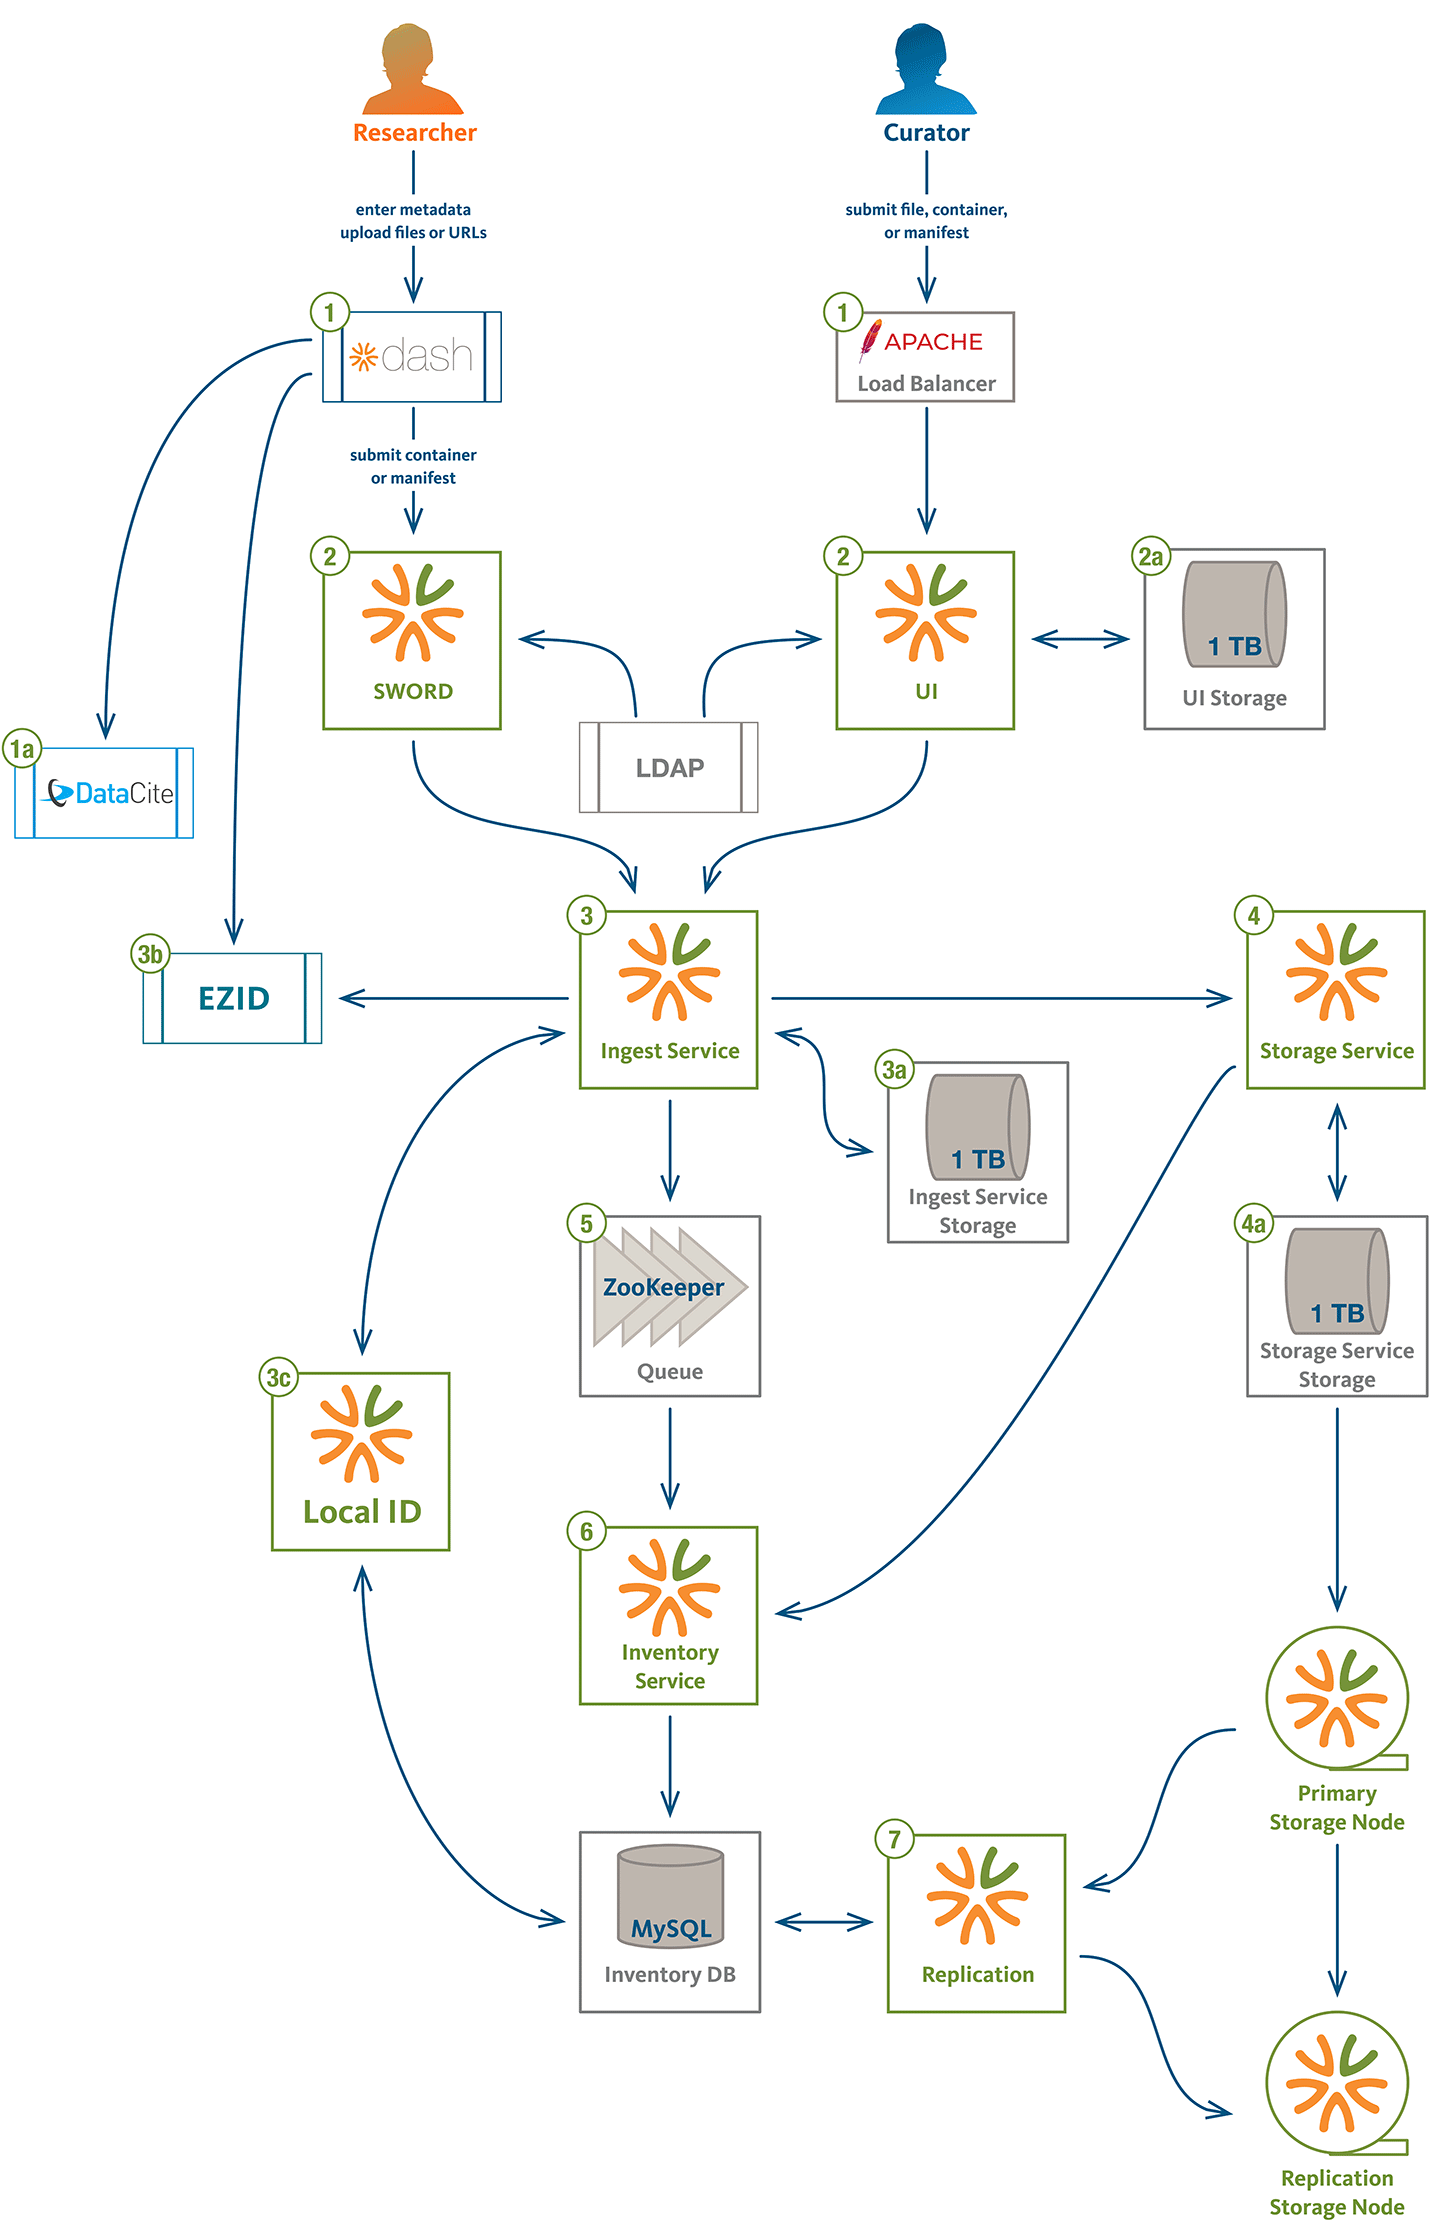 Researcher
Curator
enter metadata
upload files or URLs
submit file, container,
or manifest
1
dash
1
APACHE
Load Balancer
submit container
or manifest
2
SWORD
2
UI
2a
1 TB
UI Storage
LDAP
1a
DataCite
3b
EZID
3
Ingest Service
4
Storage Service
3a
1 TB
Ingest Service
Storage
5
ZooKeeper
Queue
4a
1 TB
Storage Service
Storage
3c
Local ID
6
Inventory
Service
Primary
Storage Node
MySQL
Inventory DB
7
Replication
Replication
Storage Node